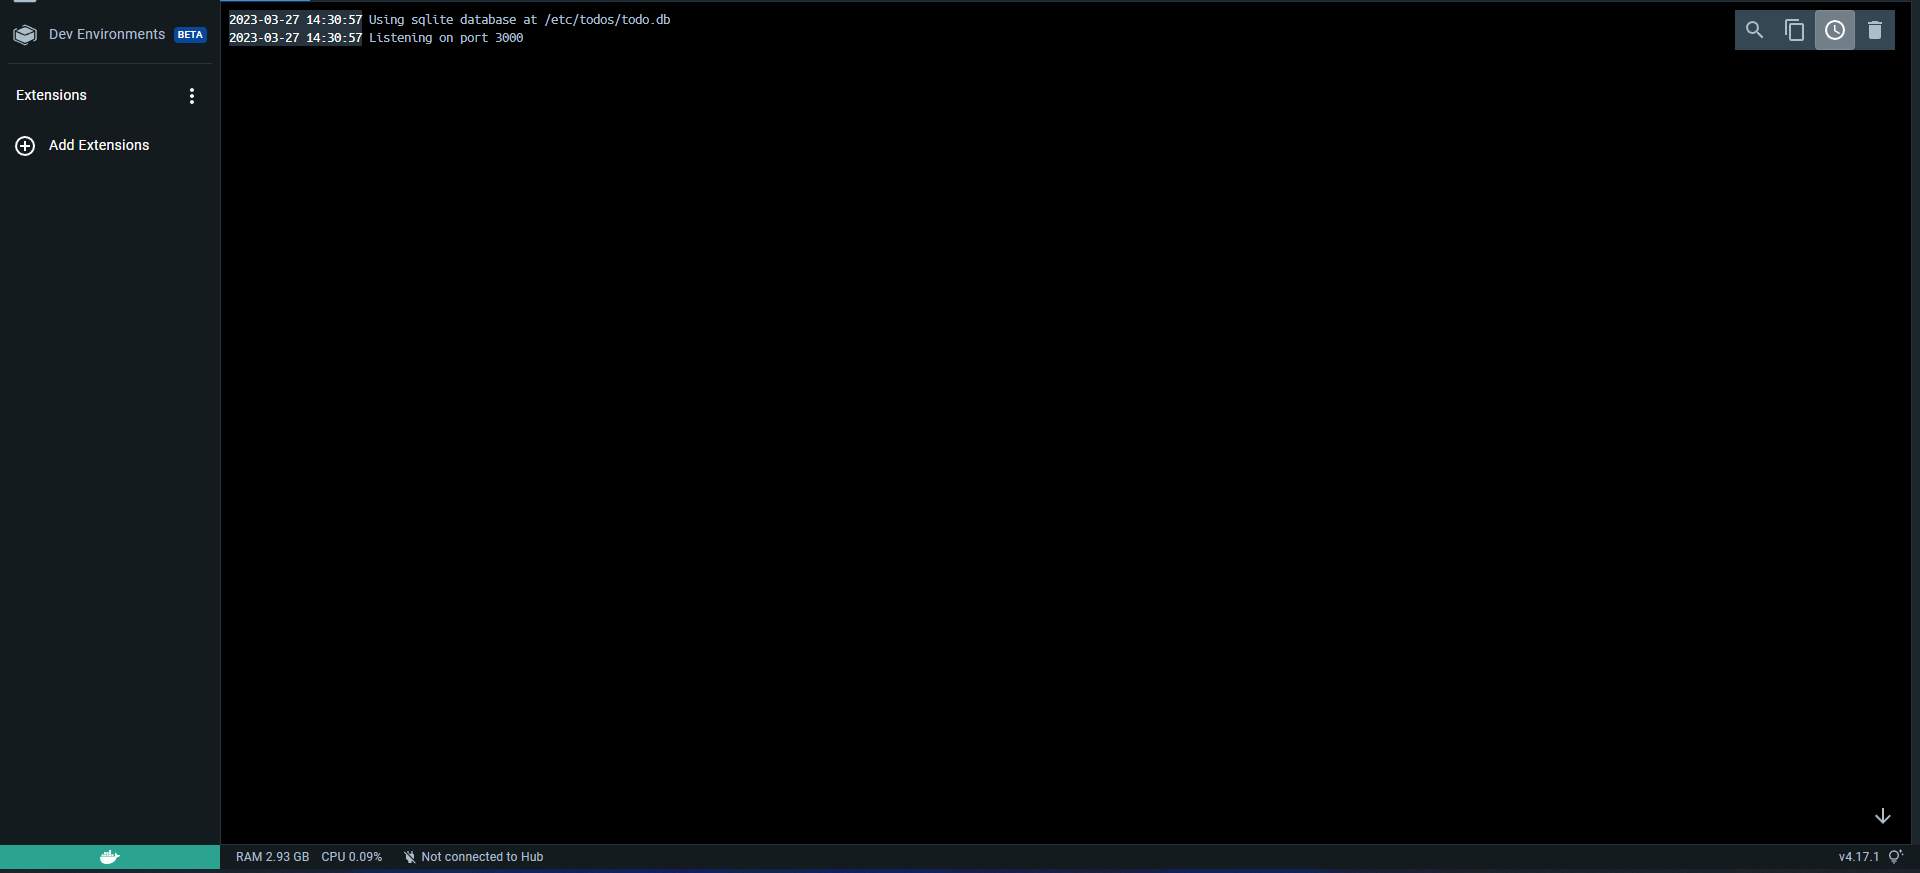 Dev Environments BETA
Extensions
Add Extensions
2023-03-27 14:30:57 Using sqlite database at /etc/todos/todo.db
2023-03-27 14:30:57 Listening on port 3000
RAM 2.93 GB CPU 0.09% Not connected to Hub
v4.17.1